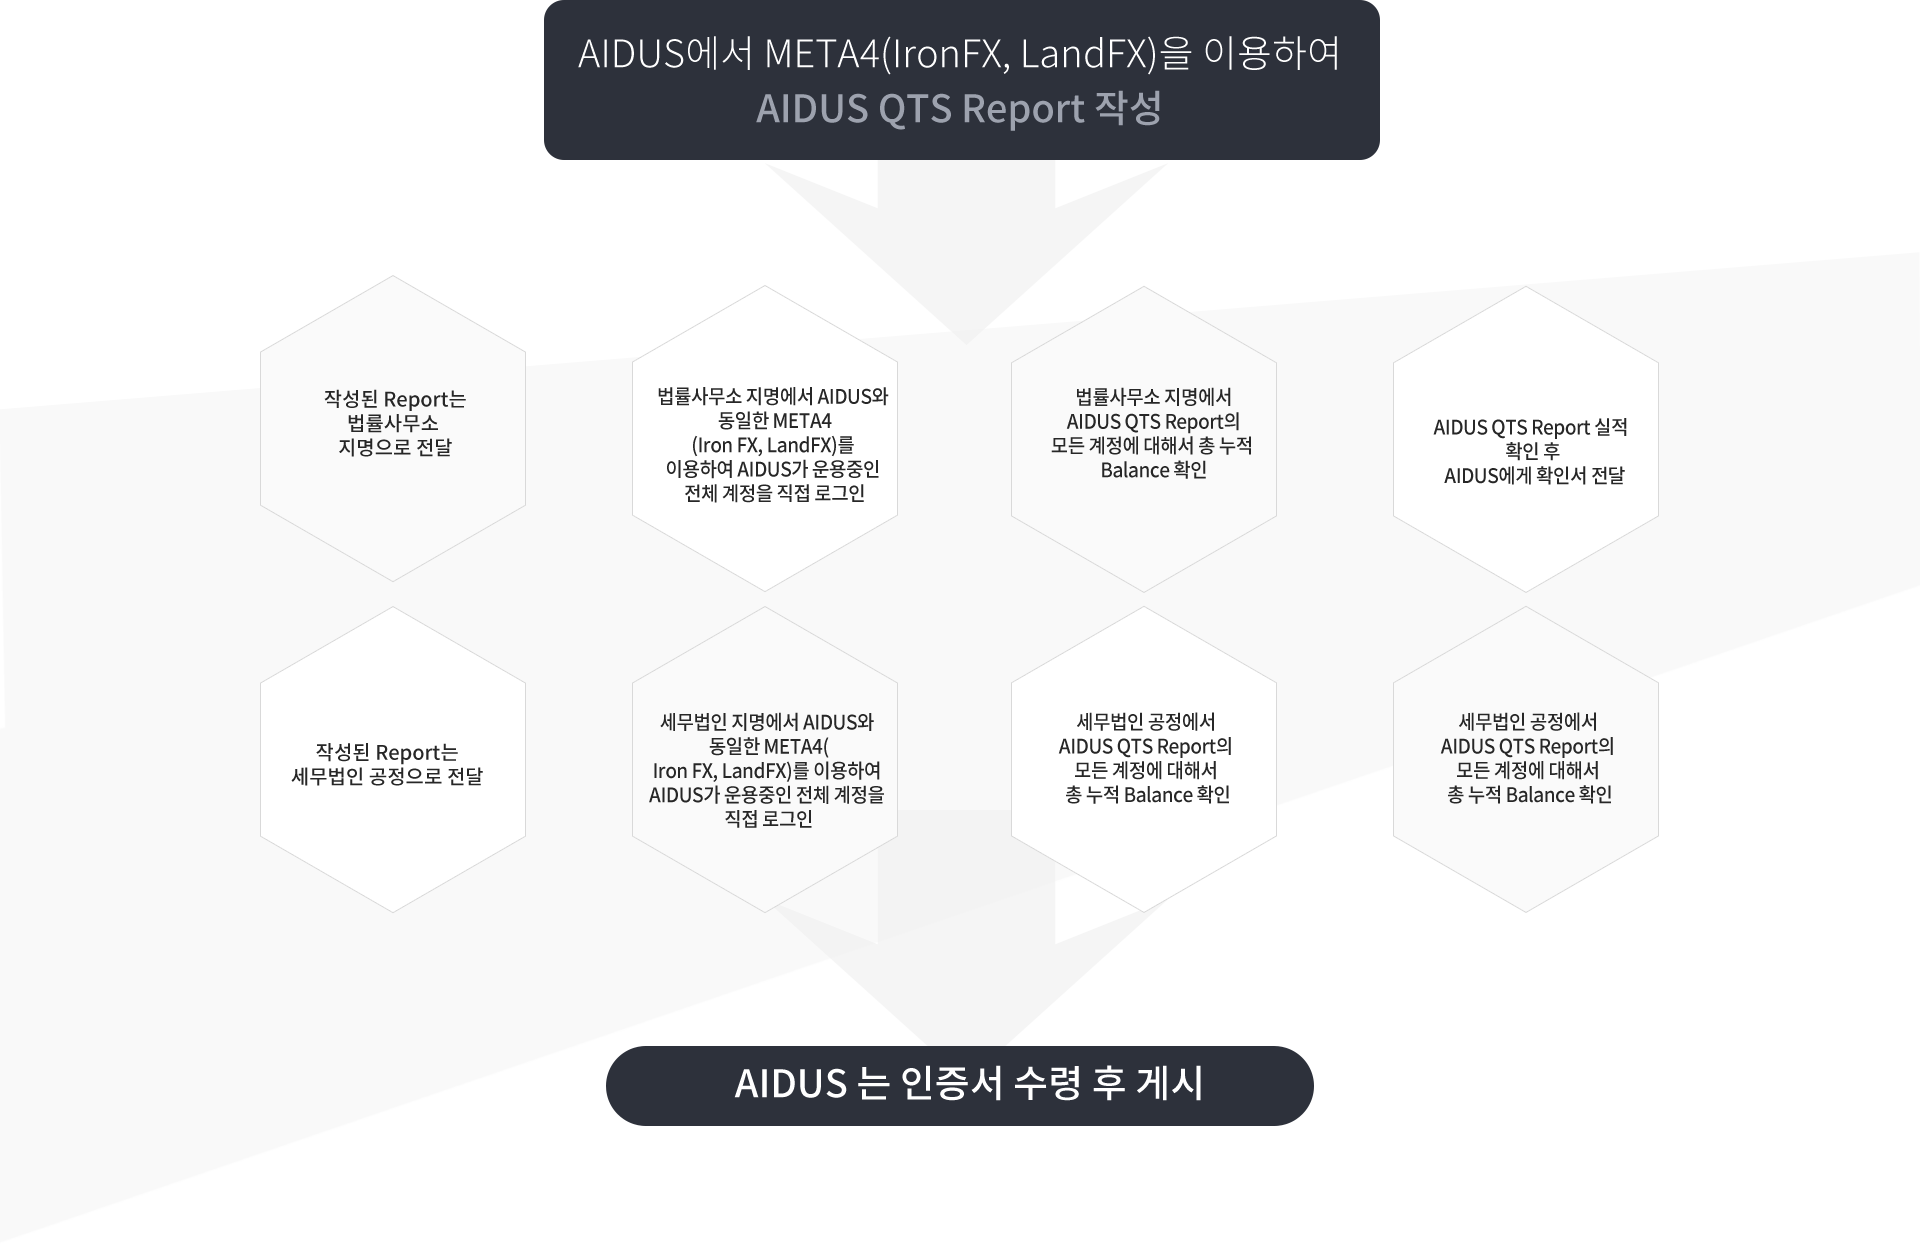 AIDUS에서 META4(IronFX, LandFX)을 이용하여
AIDUS QTS Report 작성
작성된 Report는
법률사무소
지명으로 전달
법률사무소 지명에서 AIDUS와
동일한 META4
(Iron FX, LandFX)를
이용하여 AIDUS가 운용중인
전체 계정을 직접 로그인
법률사무소 지명에서
AIDUS QTS Report의
모든 계정에 대해서 총 누적
Balance 확인
AIDUS QTS Report 실적
확인 후
AIDUS에게 확인서 전달
작성된 Report는
세무법인 공정으로 전달
세무법인 지명에서 AIDUS와
동일한 META4(
Iron FX, LandFX)를 이용하여
AIDUS가 운용중인 전체 계정을
직접 로그인
세무법인 공정에서
AIDUS QTS Report의
모든 계정에 대해서
총 누적 Balance 확인
세무법인 공정에서
AIDUS QTS Report의
모든 계정에 대해서
총 누적 Balance 확인
AIDUS 는 인증서 수령 후 게시